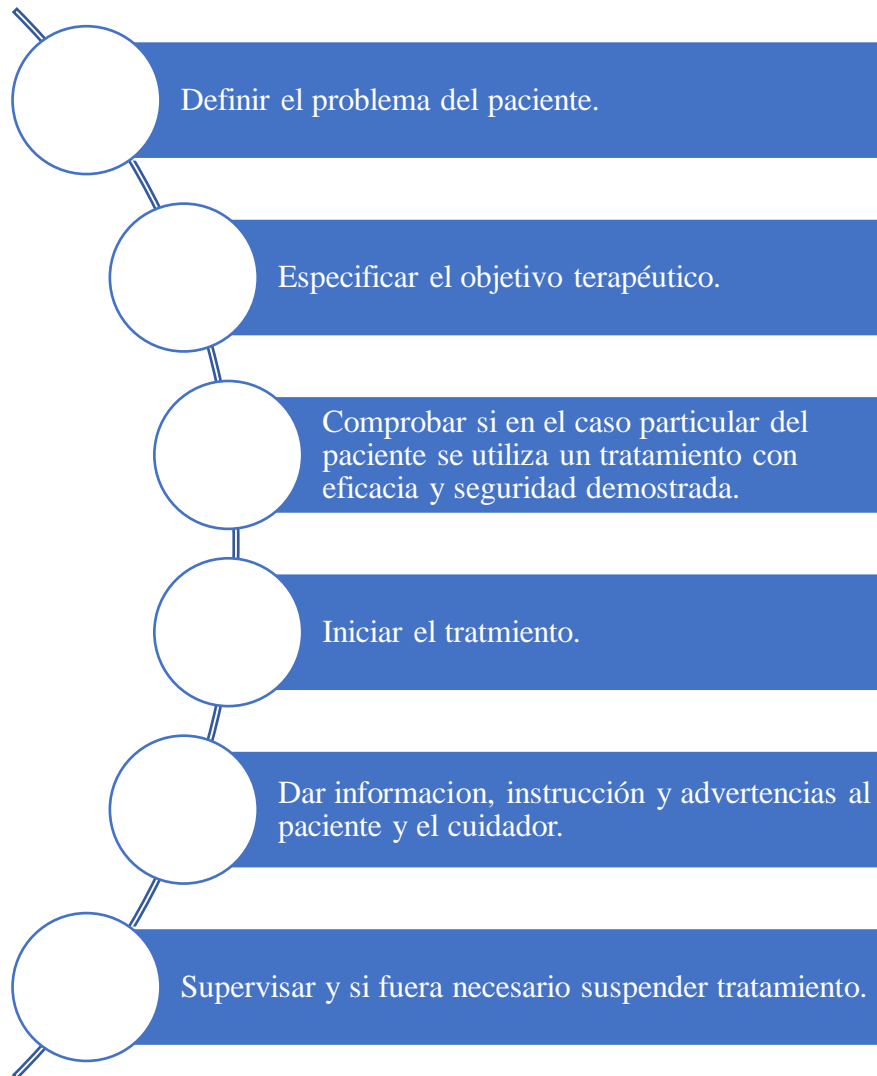 Definir el problema del paciente.
Especificar el objetivo terapéutico.
Comprobar si en el caso particular del
paciente se utiliza un tratamiento con
eficacia y seguridad demostrada.
Iniciar el tratmiento.
Dar informacion, instrucción y advertencias al
paciente y el cuidador.
Supervisar y si fuera necesario suspender tratamiento.